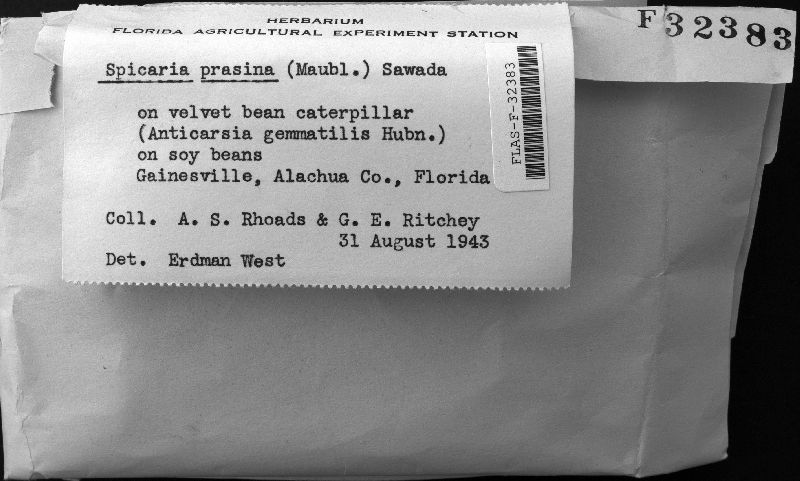 HERBARIUM
FLORIDA AGRICULTURAL EXPERIMENT STATION
F32383
Spicaria prasina (Maubl.) Sawada
FLAS-F-32383
on velvet bean caterpillar
(Anticarsia gemmatilis Hubn.)
on soy beans
Gainesville, Alachua Co., Florida
Coll. A. S. Rhoads & G. E. Ritchey
31 August 1943
Det. Erdman West